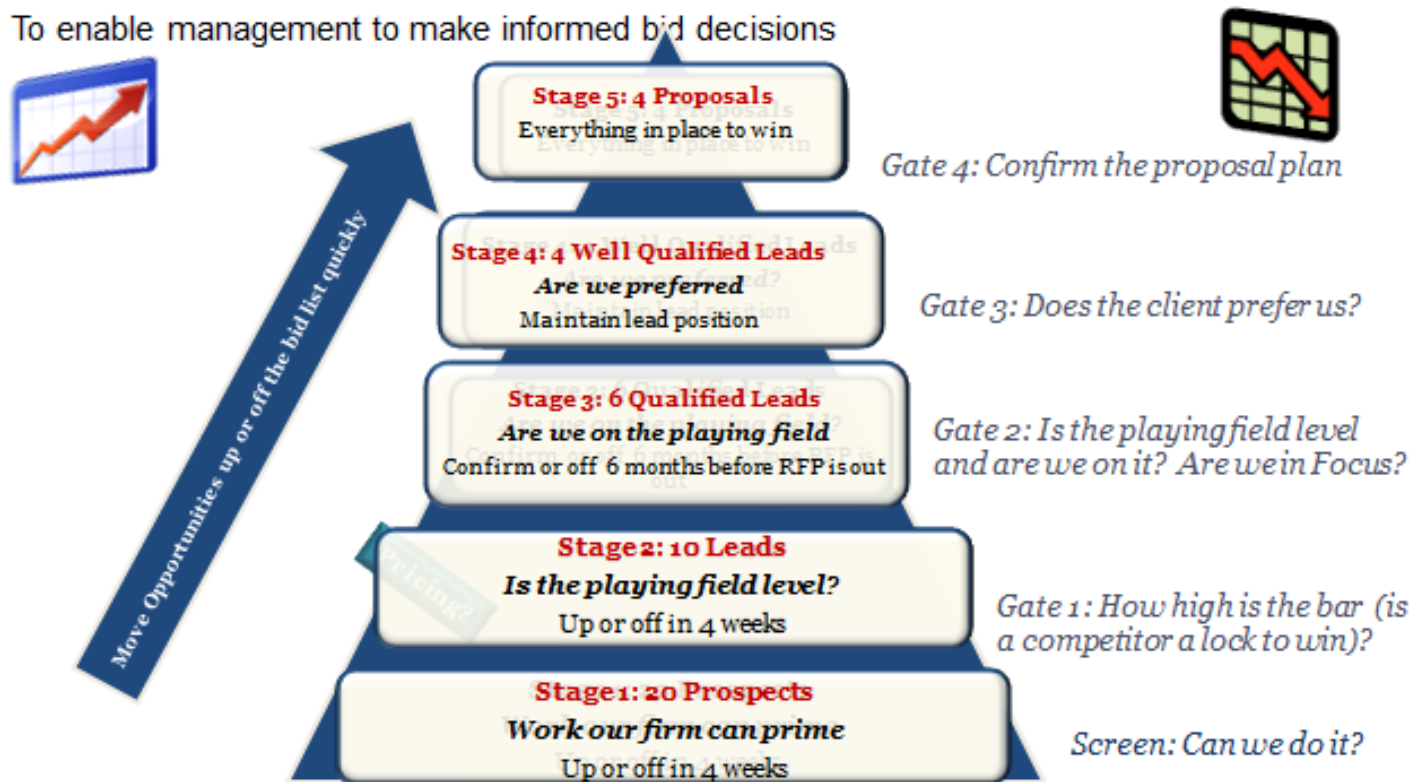 To enable management to make informed bid decisions
Stage 5: 4 Proposals
Everything in place to win
Gate 4: Confirm the proposal plan
Move Opportunities up or off the bid list quickly
Stage 4: 4 Well Qualified Leads
Are we preferred
Maintain lead position
Gate 3: Does the client prefer us?
Stage 3: 6 Qualified Leads
Are we on the playing field
Confirm or off 6 months before RFP is out
Gate 2: Is the playing field level
and are we on it? Are we in Focus?
Pricing?
Stage 2: 10 Leads
Is the playing field level?
Up or off in 4 weeks
Gate 1: How high is the bar (is
a competitor a lock to win)?
Stage 1: 20 Prospects
Work our firm can prime
Up or off in 4 weeks
Screen: Can we do it?